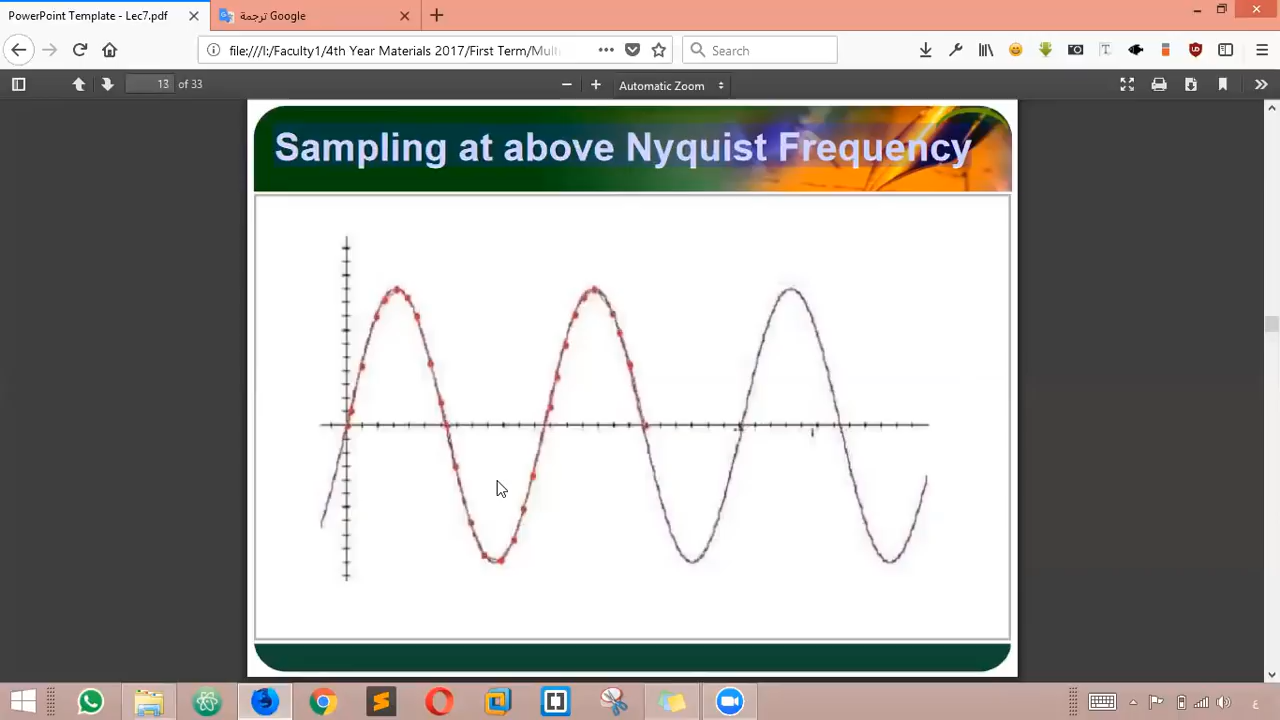 PowerPoint Template - Lec7.pdf
ترجمة Google
file:///I:/Faculty1/4th Year Materials 2017/First Term/Mult
Search
13 of 33
Automatic Zoom
Sampling at above Nyquist Frequency